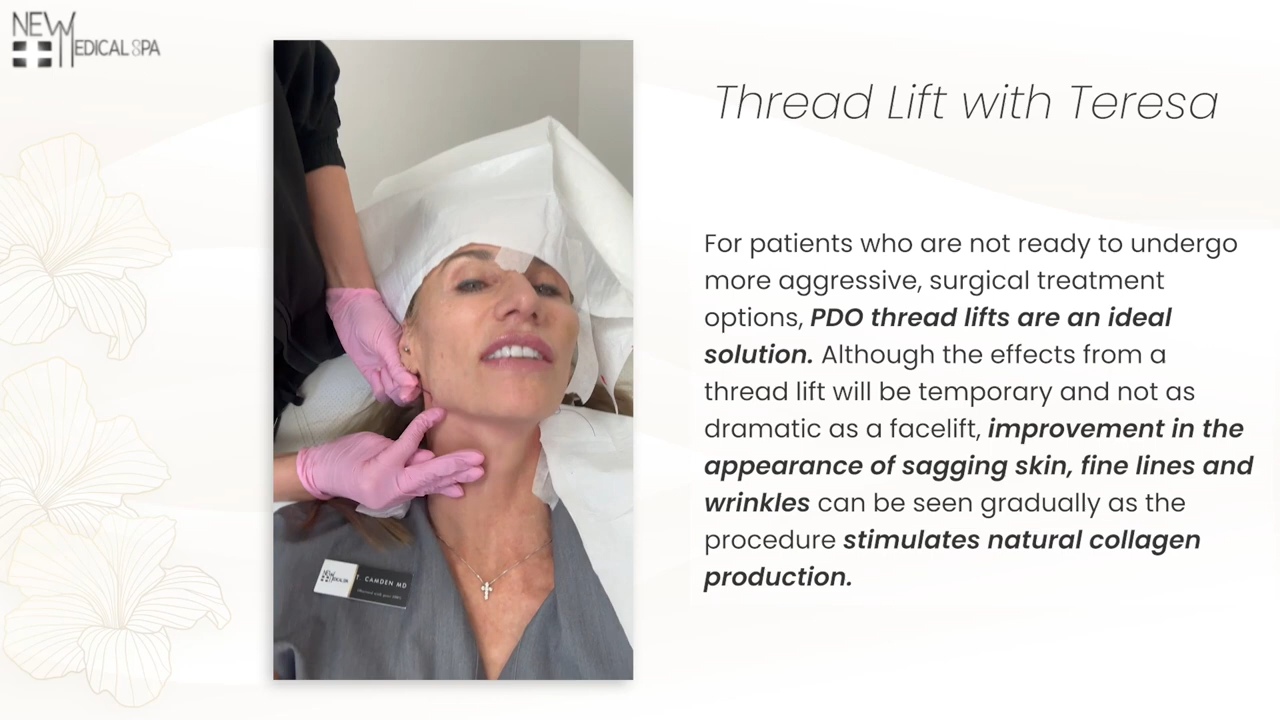 NEW
MEDICAL SPA
Thread Lift with Teresa
For patients who are not ready to undergo
more aggressive, surgical treatment
options, PDO thread lifts are an ideal
solution. Although the effects from a
thread lift will be temporary and not as
dramatic as a facelift, improvement in the
appearance of sagging skin, fine lines and
wrinkles can be seen gradually as the
procedure stimulates natural collagen
production.
T. CAMDEN MD